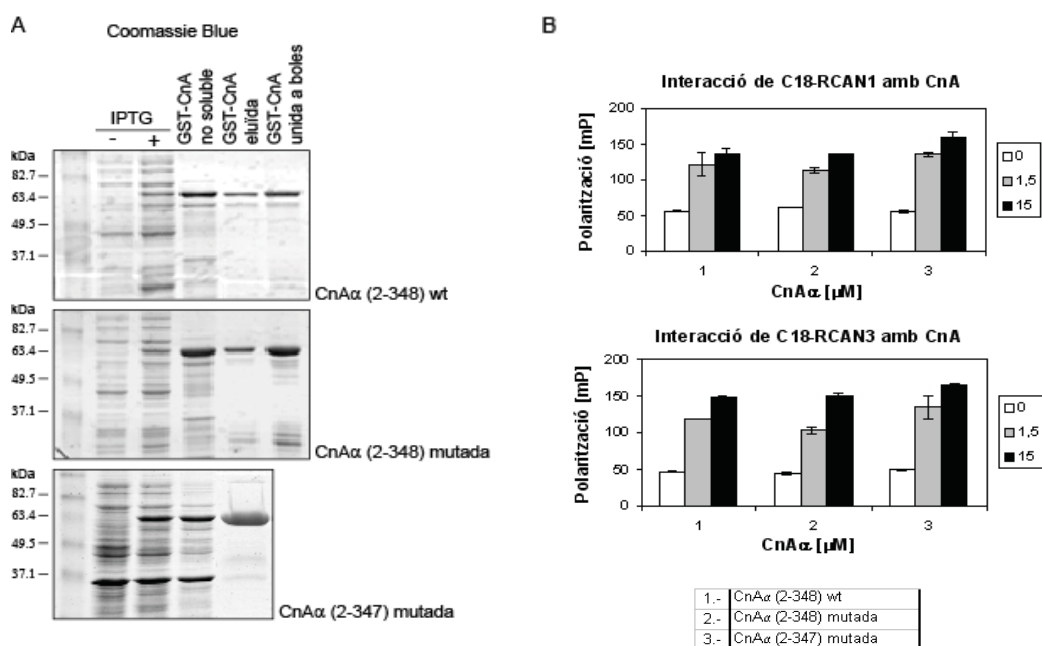 A
Coomassie Blue
IPTG
-
+
GST-CnA
no soluble
GST-CnA
eluïda
GST-CnA
unida a boles
kDa
82.7
63.4
49.5
37.1
CnAα (2-348) wt
kDa
82.7
63.4
49.5
37.1
CnAα (2-348) mutada
kDa
82.7
63.4
49.5
37.1
CnAα (2-347) mutada
B
Interacció de C18-RCAN1 amb CnA
Polarització [mP]
200
150
100
50
0
1
2
3
CnAα [µM]
0
1,5
15
Interacció de C18-RCAN3 amb CnA
Polarització [mP]
200
150
100
50
0
1
2
3
CnAα [µM]
0
1,5
15
1.- CnAα (2-348) wt
2.- CnAα (2-348) mutada
3.- CnAα (2-347) mutada